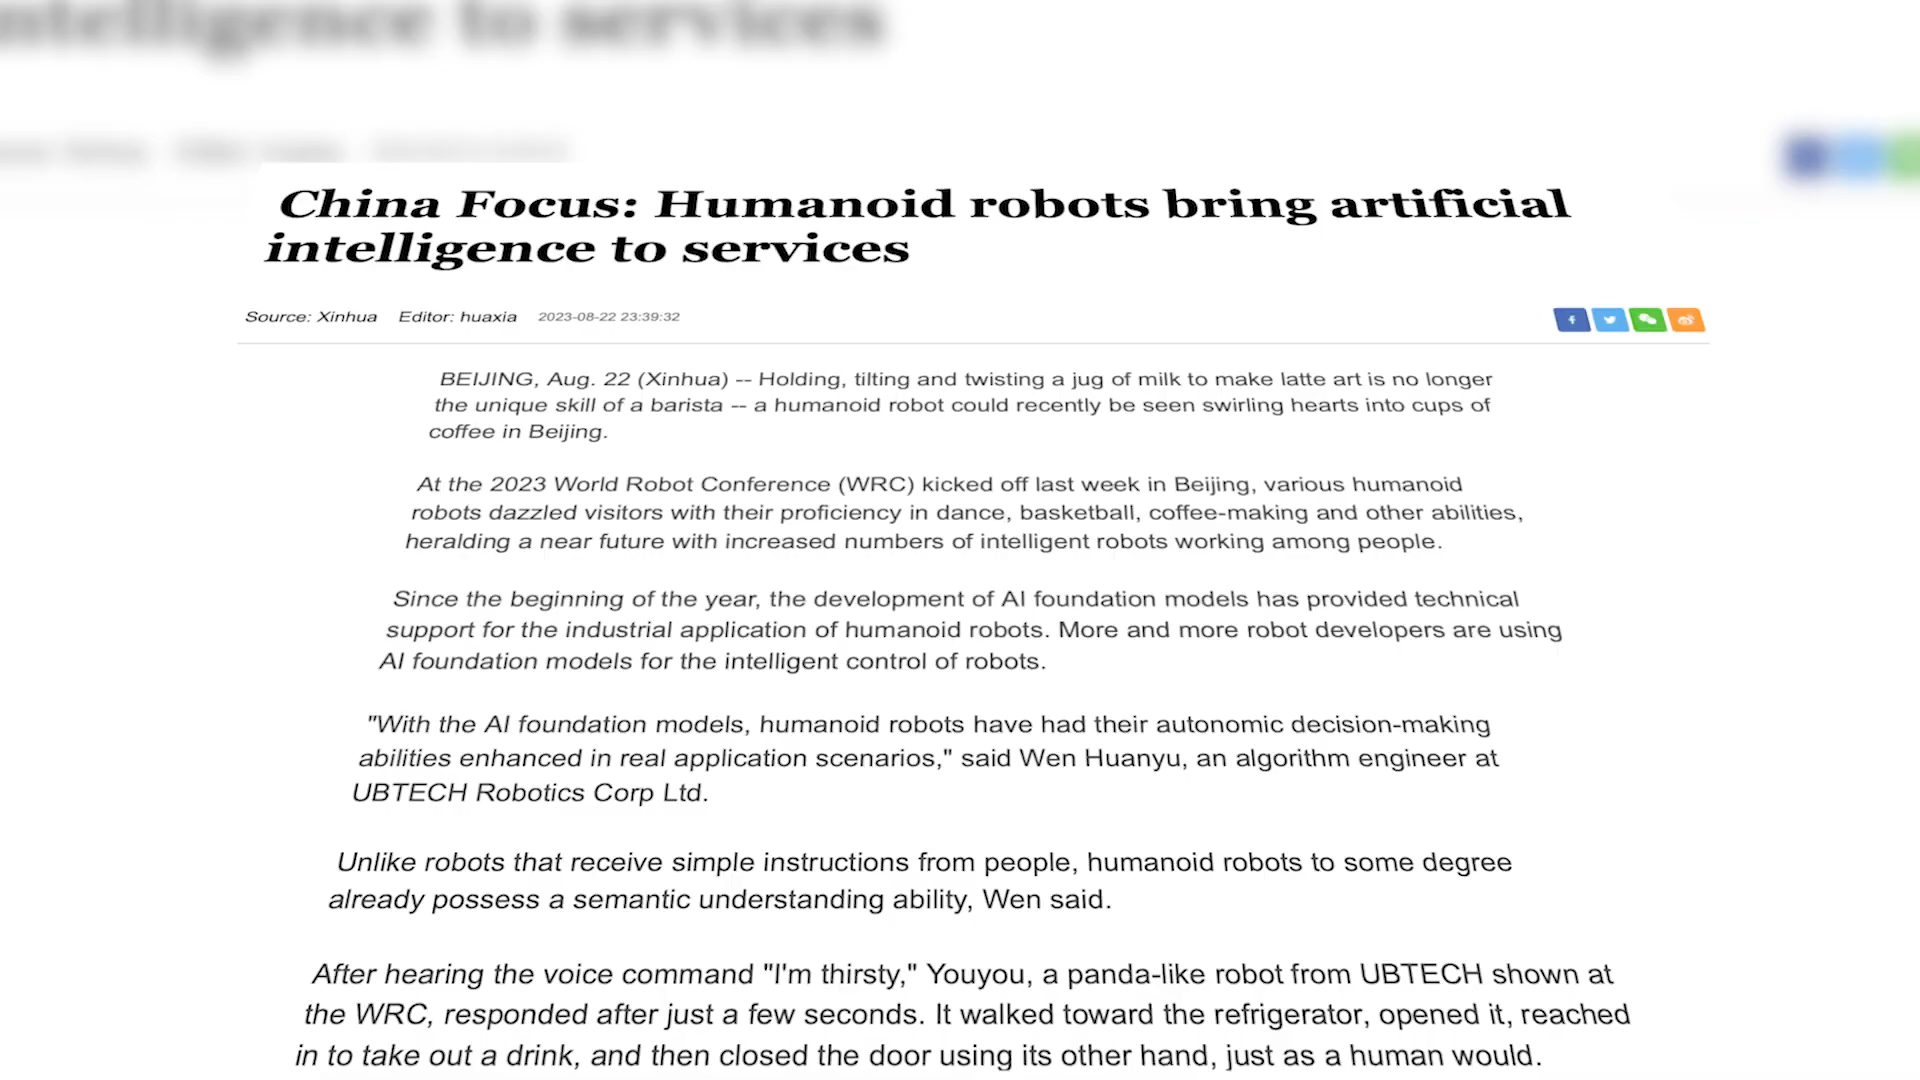 intelligence to services
China Focus: Humanoid robots bring artificial
intelligence to services
Source: Xinhua Editor: huaxia 2023-08-22 23:39:32
BEIJING, Aug. 22 (Xinhua) -- Holding, tilting and twisting a jug of milk to make latte art is no longer
the unique skill of a barista -- a humanoid robot could recently be seen swirling hearts into cups of
coffee in Beijing.
At the 2023 World Robot Conference (WRC) kicked off last week in Beijing, various humanoid
robots dazzled visitors with their proficiency in dance, basketball, coffee-making and other abilities,
heralding a near future with increased numbers of intelligent robots working among people.
Since the beginning of the year, the development of AI foundation models has provided technical
support for the industrial application of humanoid robots. More and more robot developers are using
AI foundation models for the intelligent control of robots.
"With the AI foundation models, humanoid robots have had their autonomic decision-making
abilities enhanced in real application scenarios," said Wen Huanyu, an algorithm engineer at
UBTECH Robotics Corp Ltd.
Unlike robots that receive simple instructions from people, humanoid robots to some degree
already possess a semantic understanding ability, Wen said.
After hearing the voice command "I'm thirsty," Youyou, a panda-like robot from UBTECH shown at
the WRC, responded after just a few seconds. It walked toward the refrigerator, opened it, reached
in to take out a drink, and then closed the door using its other hand, just as a human would.